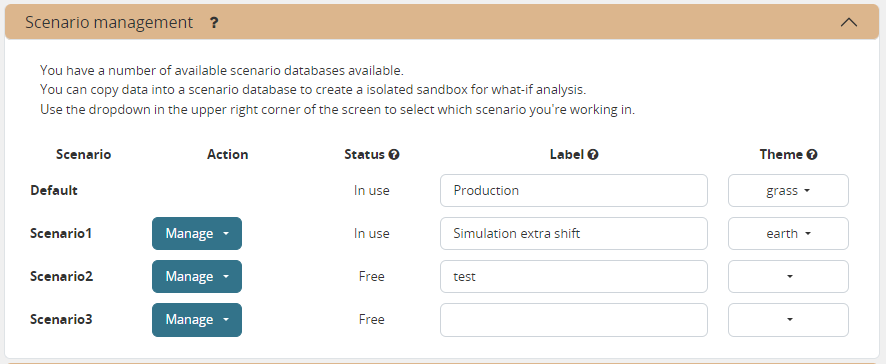 Scenario management ?
You have a number of available scenario databases available.
You can copy data into a scenario database to create a isolated sandbox for what-if analysis.
Use the dropdown in the upper right corner of the screen to select which scenario you're working in.
Scenario Action Status ? Label ? Theme ?
Default In use Production grass
Scenario1 Manage In use Simulation extra shift earth
Scenario2 Manage Free test
Scenario3 Manage Free